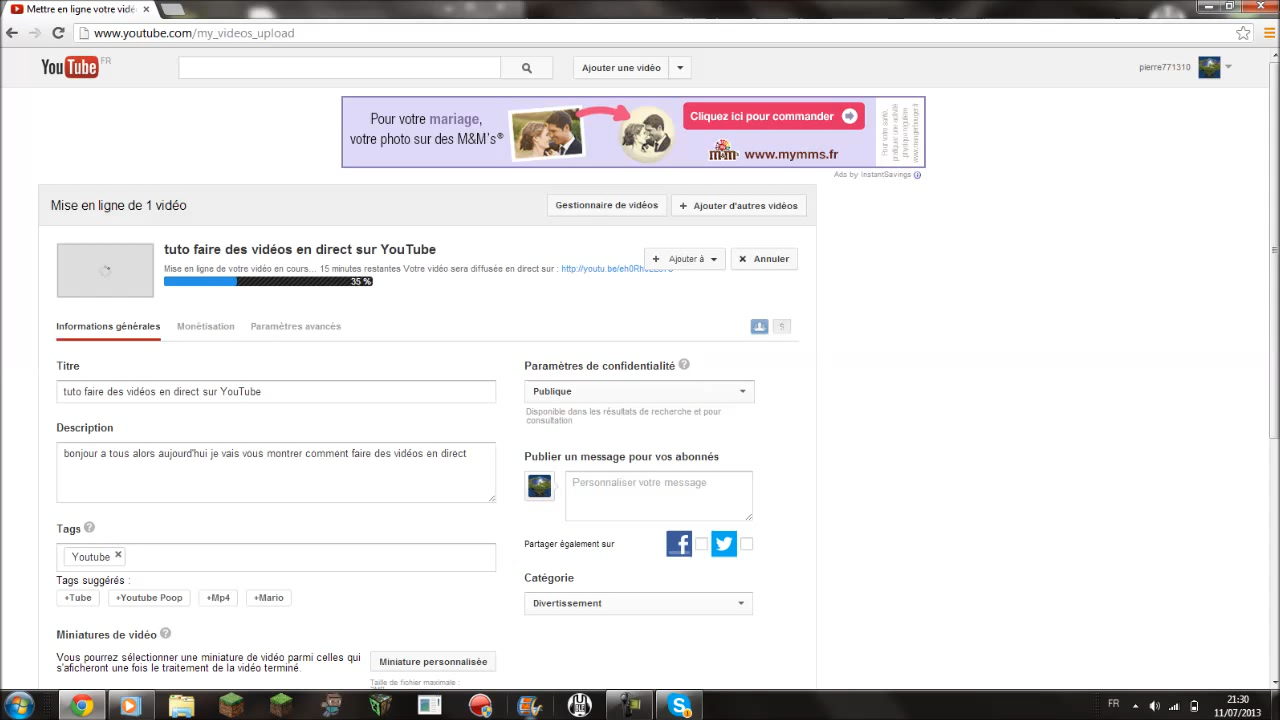 Mettre en ligne votre vidé
www.youtube.com/my_videos_upload
YouTube FR
Ajouter une vidéo
pierre771310
Pour votre mariage,
votre photo sur des M&M's®
Cliquez ici pour commander
www.mymms.fr
Ads by InstantSavings
Mise en ligne de 1 vidéo
Gestionnaire de vidéos
+ Ajouter d'autres vidéos
tuto faire des vidéos en direct sur YouTube
Mise en ligne de votre vidéo en cours... 15 minutes restantes Votre vidéo sera diffusée en direct sur :
+ Ajouter à
Annuler
35 %
Informations générales
Monétisation
Paramètres avancés
Titre
tuto faire des vidéos en direct sur YouTube
Description
bonjour a tous alors aujourd'hui je vais vous montrer comment faire des vidéos en direct
Tags
Youtube
Tags suggérés :
+Tube
+Youtube Poop
+Mp4
+Mario
Miniatures de vidéo
Vous pourrez sélectionner une miniature de vidéo parmi celles qui
s'aficheront une fois le traitement de la vidéo terminé.
Miniature personnalisée
Taille de fichier maximale :
Paramètres de confidentialité
Publique
Disponible dans les résultats de recherche et pour
consultation
Publier un message pour vos abonnés
Personnaliser votre message
Partager également sur
Catégorie
Divertissement
FR
21:30
11/07/2013